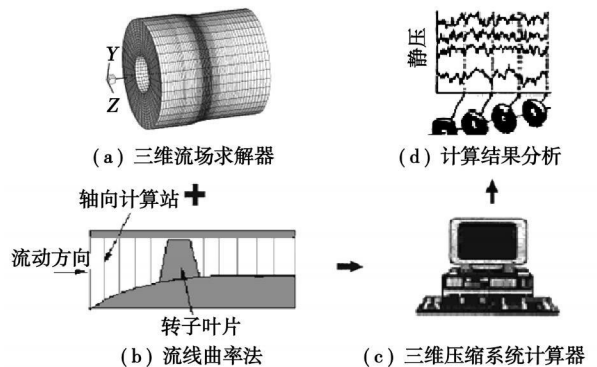 Y
Z
静压
(a) 三维流场求解器
(d) 计算结果分析
轴向计算站
流动方向
转子叶片
(b) 流线曲率法
(c) 三维压缩系统计算器